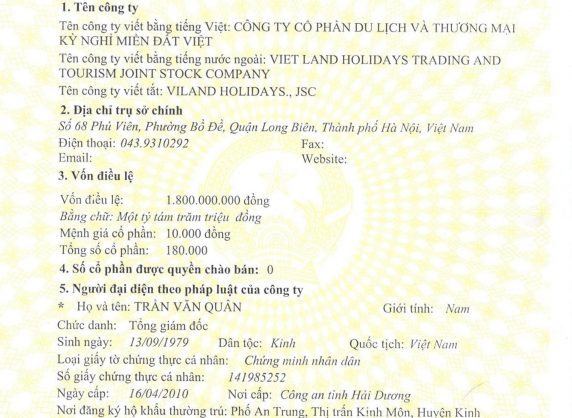 1. Tên công ty
Tên công ty viết bằng tiếng Việt: CÔNG TY CỔ PHẦN DU LỊCH VÀ THƯƠNG MẠI
KỲ NGHỈ MIỀN ĐẤT VIỆT
Tên công ty viết bằng tiếng nước ngoài: VIET LAND HOLIDAYS TRADING AND
TOURISM JOINT STOCK COMPANY
Tên công ty viết tắt: VILAND HOLIDAYS., JSC
2. Địa chỉ trụ sở chính
Số 68 Phú Viên, Phường Bồ Đề, Quận Long Biên, Thành phố Hà Nội, Việt Nam
Điện thoại: 043.9310292 Fax:
Email: Website:
3. Vốn điều lệ
Vốn điều lệ: 1.800.000.000 đồng
Bằng chữ: Một tỷ tám trăm triệu đồng
Mệnh giá cổ phần: 10.000 đồng
Tổng số cổ phần: 180.000
4. Số cổ phần được quyền chào bán: 0
5. Người đại diện theo pháp luật của công ty
* Họ và tên: TRẦN VĂN QUÂN Giới tính: Nam
Chức danh: Tổng giám đốc
Sinh ngày: 13/09/1979 Dân tộc: Kinh Quốc tịch: Việt Nam
Loại giấy tờ chứng thực cá nhân: Chứng minh nhân dân
Số giấy chứng thực cá nhân: 141985252
Ngày cấp: 16/04/2010 Nơi cấp: Công an tỉnh Hải Dương
Nơi đăng ký hộ khẩu thường trú: Phố An Trung, Thị trấn Kinh Môn, Huyện Kinh